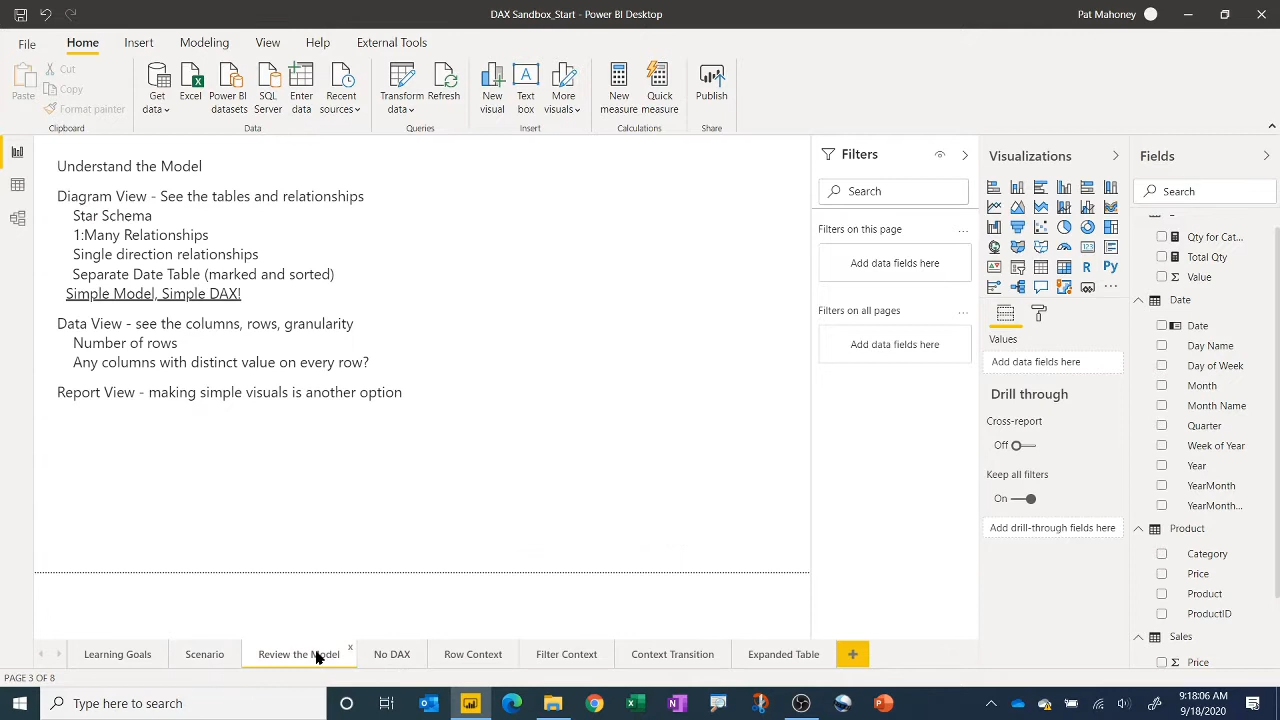 DAX Sandbox_Start - Power BI Desktop
Pat Mahoney
File Home Insert Modeling View Help External Tools
Paste
Cut
Copy
Format painter
Clipboard
Get data
Excel
Power BI datasets
SQL Server
Enter data
Recent sources
Data
Transform data
Refresh
Queries
New visual
Text box
More visuals
Insert
New measure
Quick measure
Calculations
Publish
Share
Understand the Model
Diagram View - See the tables and relationships
Star Schema
1:Many Relationships
Single direction relationships
Separate Date Table (marked and sorted)
Simple Model, Simple DAX!
Data View - see the columns, rows, granularity
Number of rows
Any columns with distinct value on every row?
Report View - making simple visuals is another option
Filters
Search
Filters on this page
...
Add data fields here
Filters on all pages
...
Add data fields here
Visualizations
R
Py
...
Values
Add data fields here
Drill through
Cross-report
Off
Keep all filters
On
Add drill-through fields here
Fields
Search
Qty for Cat...
Total Qty
Value
Date
Date
Day Name
Day of Week
Month
Month Name
Quarter
Week of Year
Year
YearMonth
YearMonth...
Product
Category
Price
Product
ProductID
Sales
Price
Learning Goals Scenario Review the Model x No DAX Row Context Filter Context Context Transition Expanded Table +
PAGE 3 OF 8
Type here to search
9:18:06 AM
9/18/2020